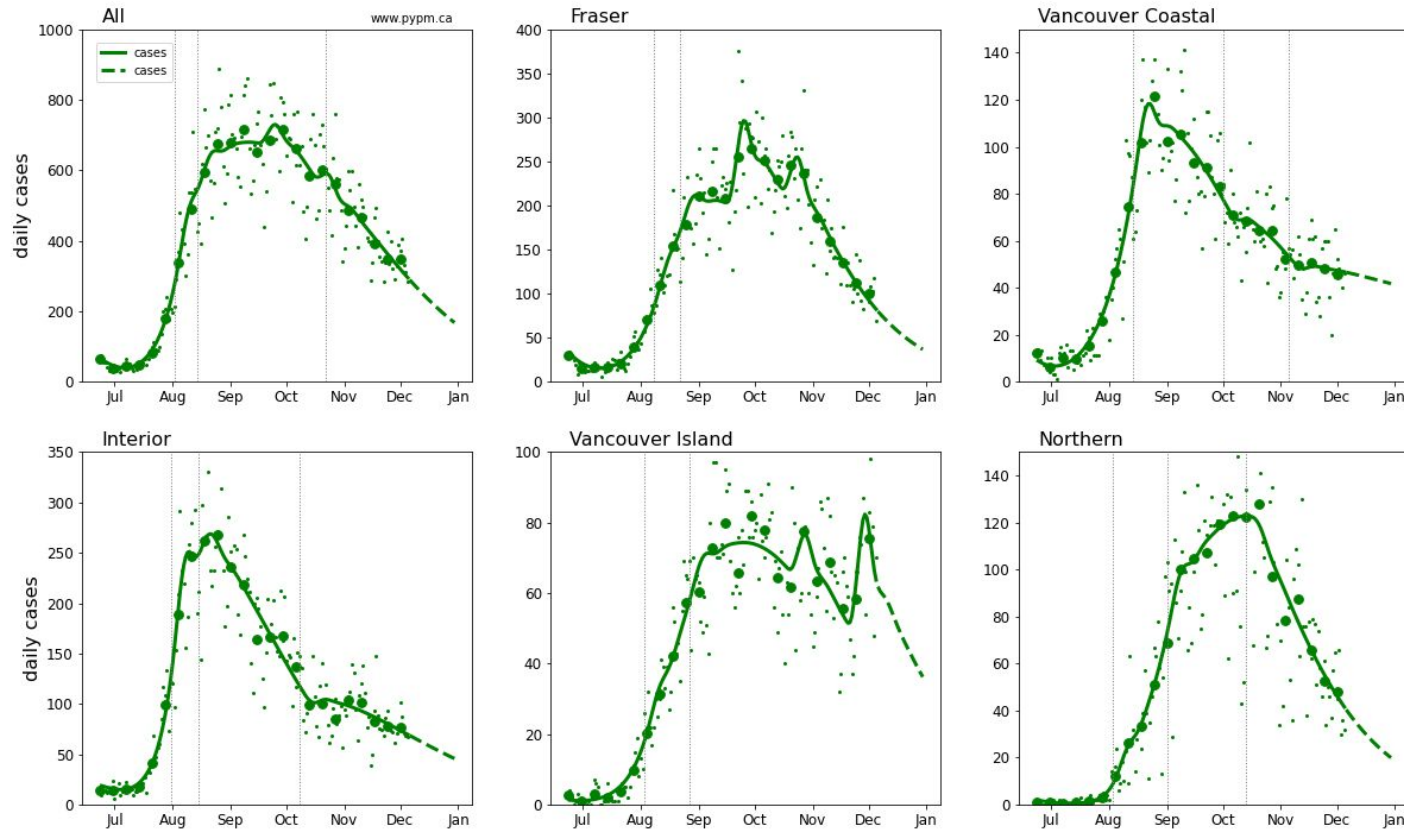 All
www.pypm.ca
Fraser
Vancouver Coastal
daily cases
1000
800
600
400
200
0
cases
cases
Jul Aug Sep Oct Nov Dec Jan
400
350
300
250
200
150
100
50
0
Jul Aug Sep Oct Nov Dec Jan
140
120
100
80
60
40
20
0
Jul Aug Sep Oct Nov Dec Jan
Interior
Vancouver Island
Northern
daily cases
350
300
250
200
150
100
50
0
Jul Aug Sep Oct Nov Dec Jan
100
80
60
40
20
0
Jul Aug Sep Oct Nov Dec Jan
140
120
100
80
60
40
20
0
Jul Aug Sep Oct Nov Dec Jan